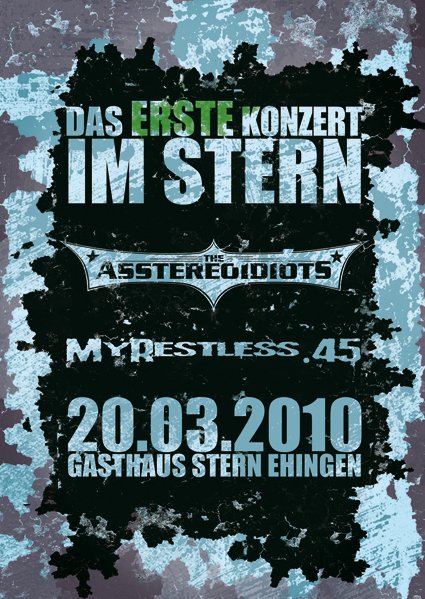 DAS ERSTE KONZERT
IM STERN
THE
ASSTEREOIDIOTS
MYRESTLESS.45
20.03.2010
GASTHAUS STERN EHINGEN